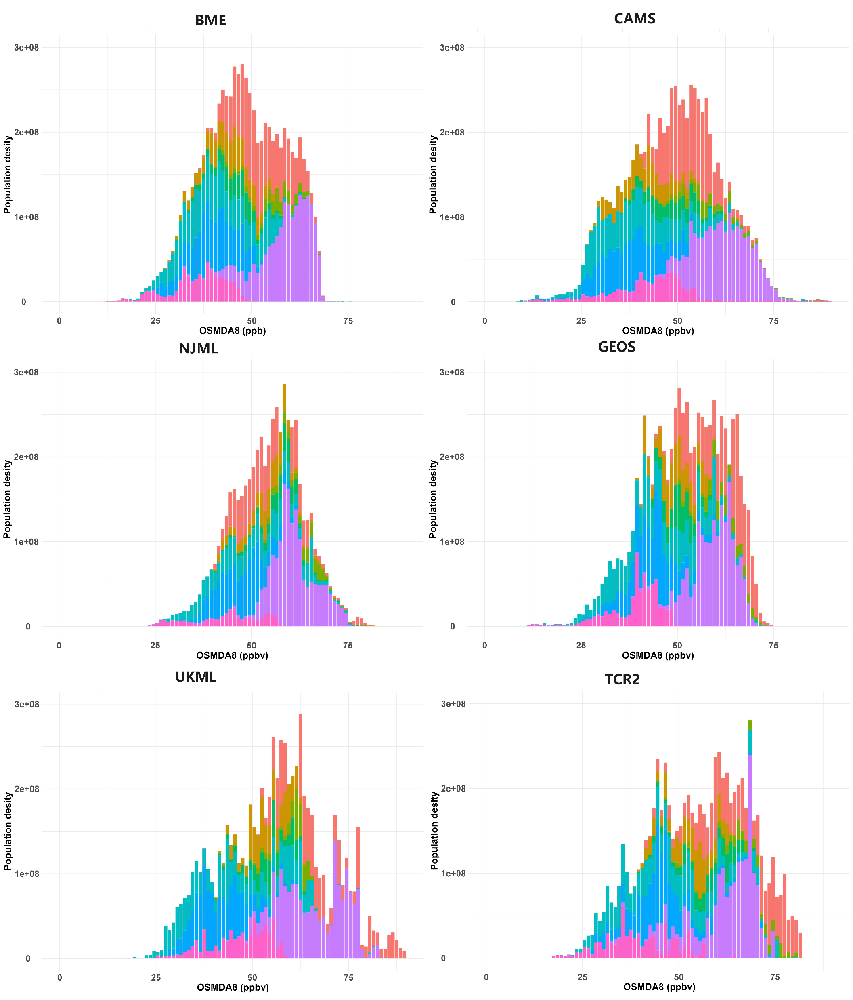 BME
3e+08
2e+08
1e+08
0
Population desity
0 25 50 75
OSMDA8 (ppb)
CAMS
3e+08
2e+08
1e+08
0
Population desity
0 25 50 75
OSMDA8 (ppbv)
NJML
3e+08
2e+08
1e+08
0
Population desity
0 25 50 75
OSMDA8 (ppbv)
GEOS
3e+08
2e+08
1e+08
0
Population desity
0 25 50 75
OSMDA8 (ppbv)
UKML
3e+08
2e+08
1e+08
0
Population desity
0 25 50 75
OSMDA8 (ppbv)
TCR2
3e+08
2e+08
1e+08
0
Population desity
0 25 50 75
OSMDA8 (ppbv)